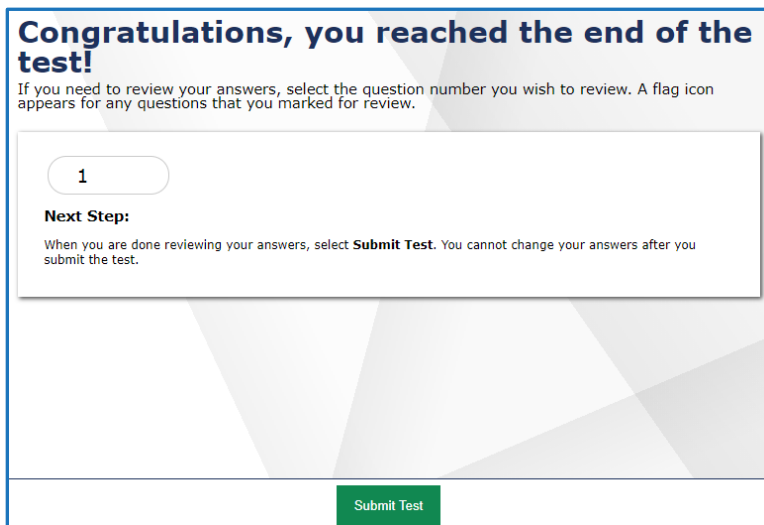 Congratulations, you reached the end of the
test!
If you need to review your answers, select the question number you wish to review. A flag icon
appears for any questions that you marked for review.
1
Next Step:
When you are done reviewing your answers, select Submit Test. You cannot change your answers after you
submit the test.
Submit Test